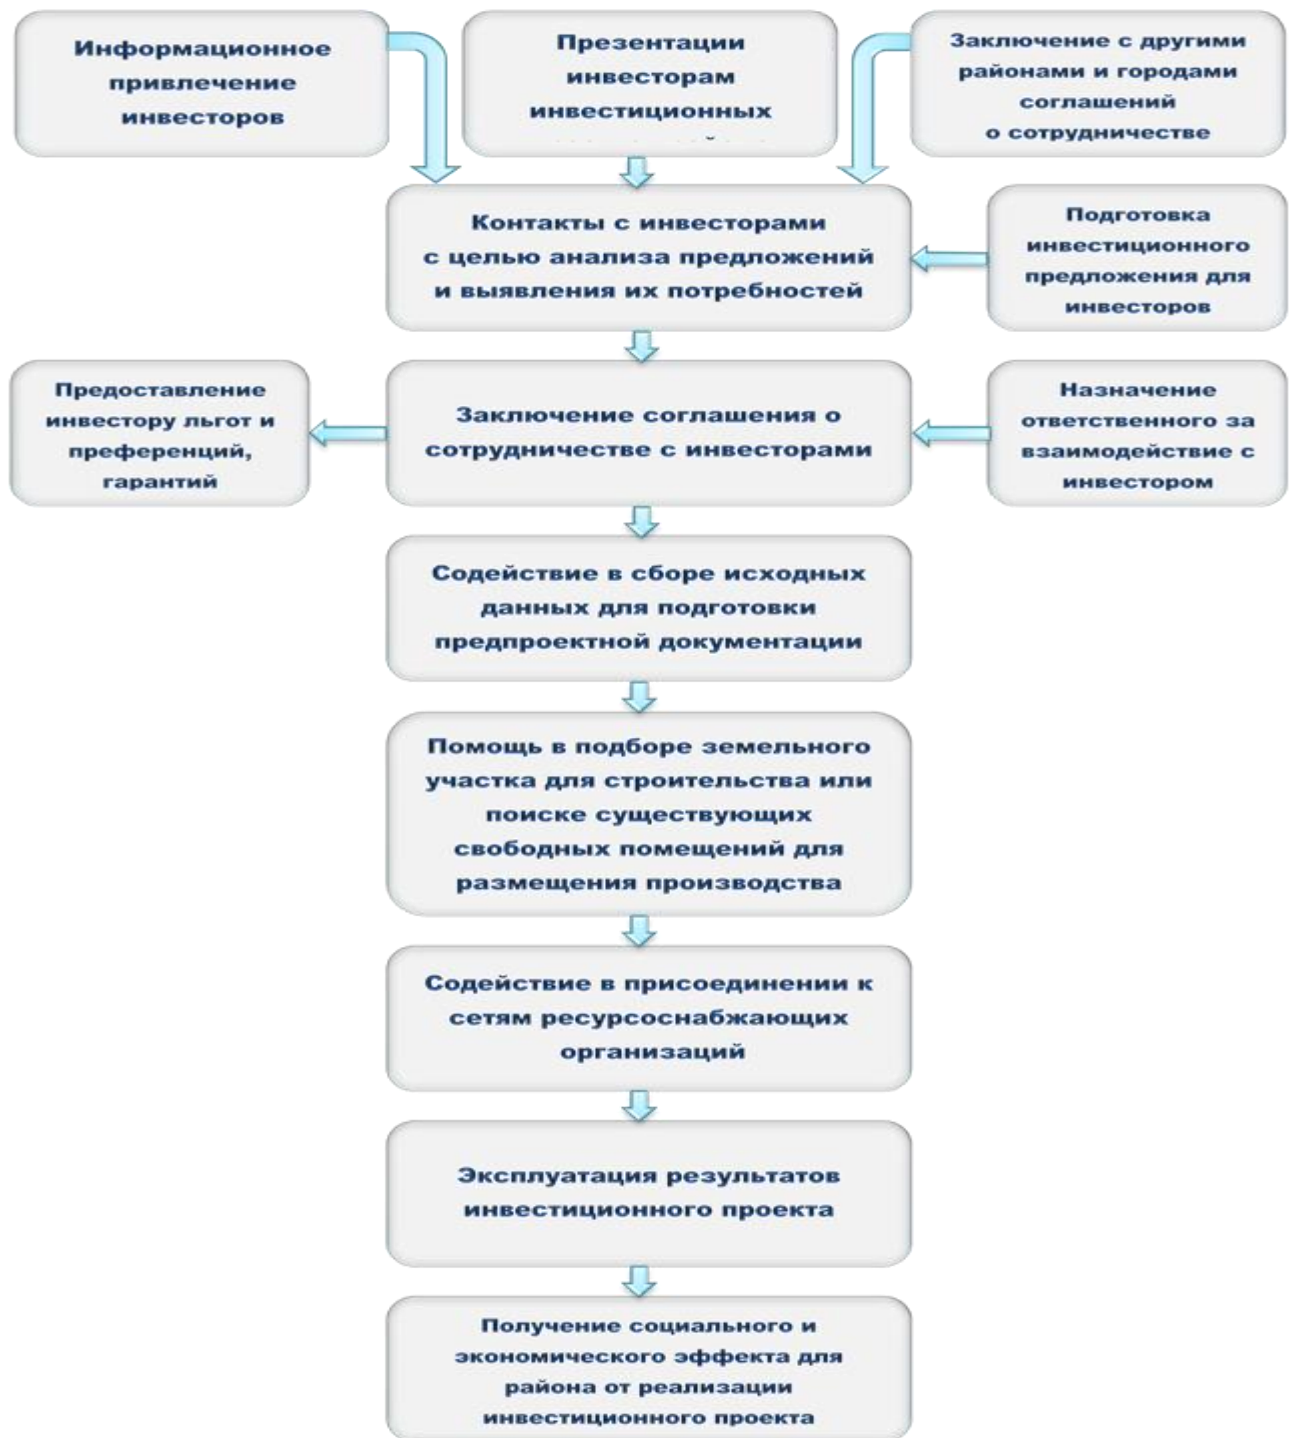 Информационное
привлечение
инвесторов
Презентации
инвесторам
инвестиционных
Заключение с другими
районами и городами
соглашений
о сотрудничестве
Контакты с инвесторами
с целью анализа предложений
и выявления их потребностей
Подготовка
инвестиционного
предложения для
инвесторов
Предоставление
инвестору льгот и
преференций,
гарантий
Заключение соглашения о
сотрудничестве с инвесторами
Назначение
ответственного за
взаимодействие с
инвестором
Содействие в сборе исходных
данных для подготовки
предпроектной документации
Помощь в подборе земельного
участка для строительства или
поиске существующих
свободных помещений для
размещения производства
Содействие в присоединении к
сетям ресурсоснабжающих
организаций
Эксплуатация результатов
инвестиционного проекта
Получение социального и
экономического эффекта для
района от реализации
инвестиционного проекта